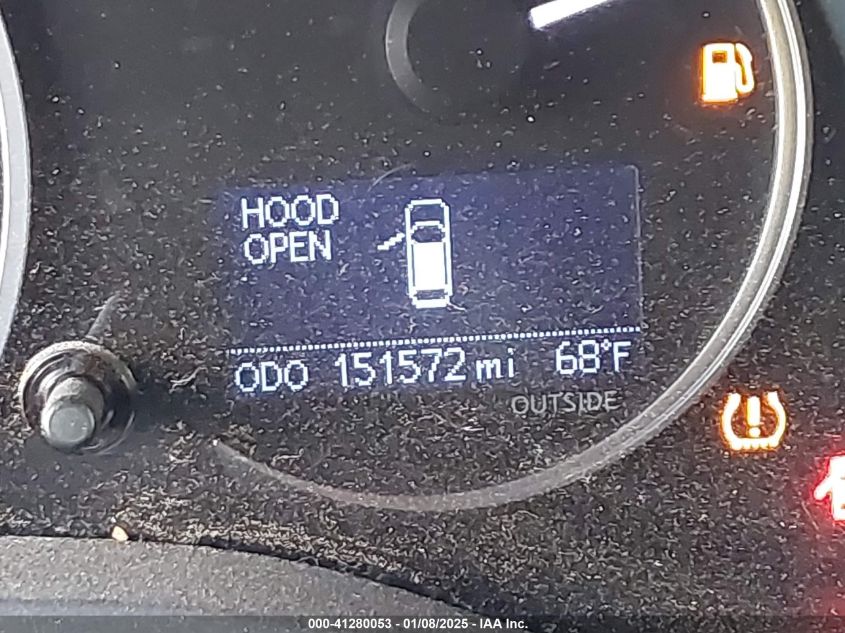 HOOD
OPEN
ODO 151572 mi 68°F
OUTSIDE
000-41280053 - 01/08/2025 - IAA Inc.